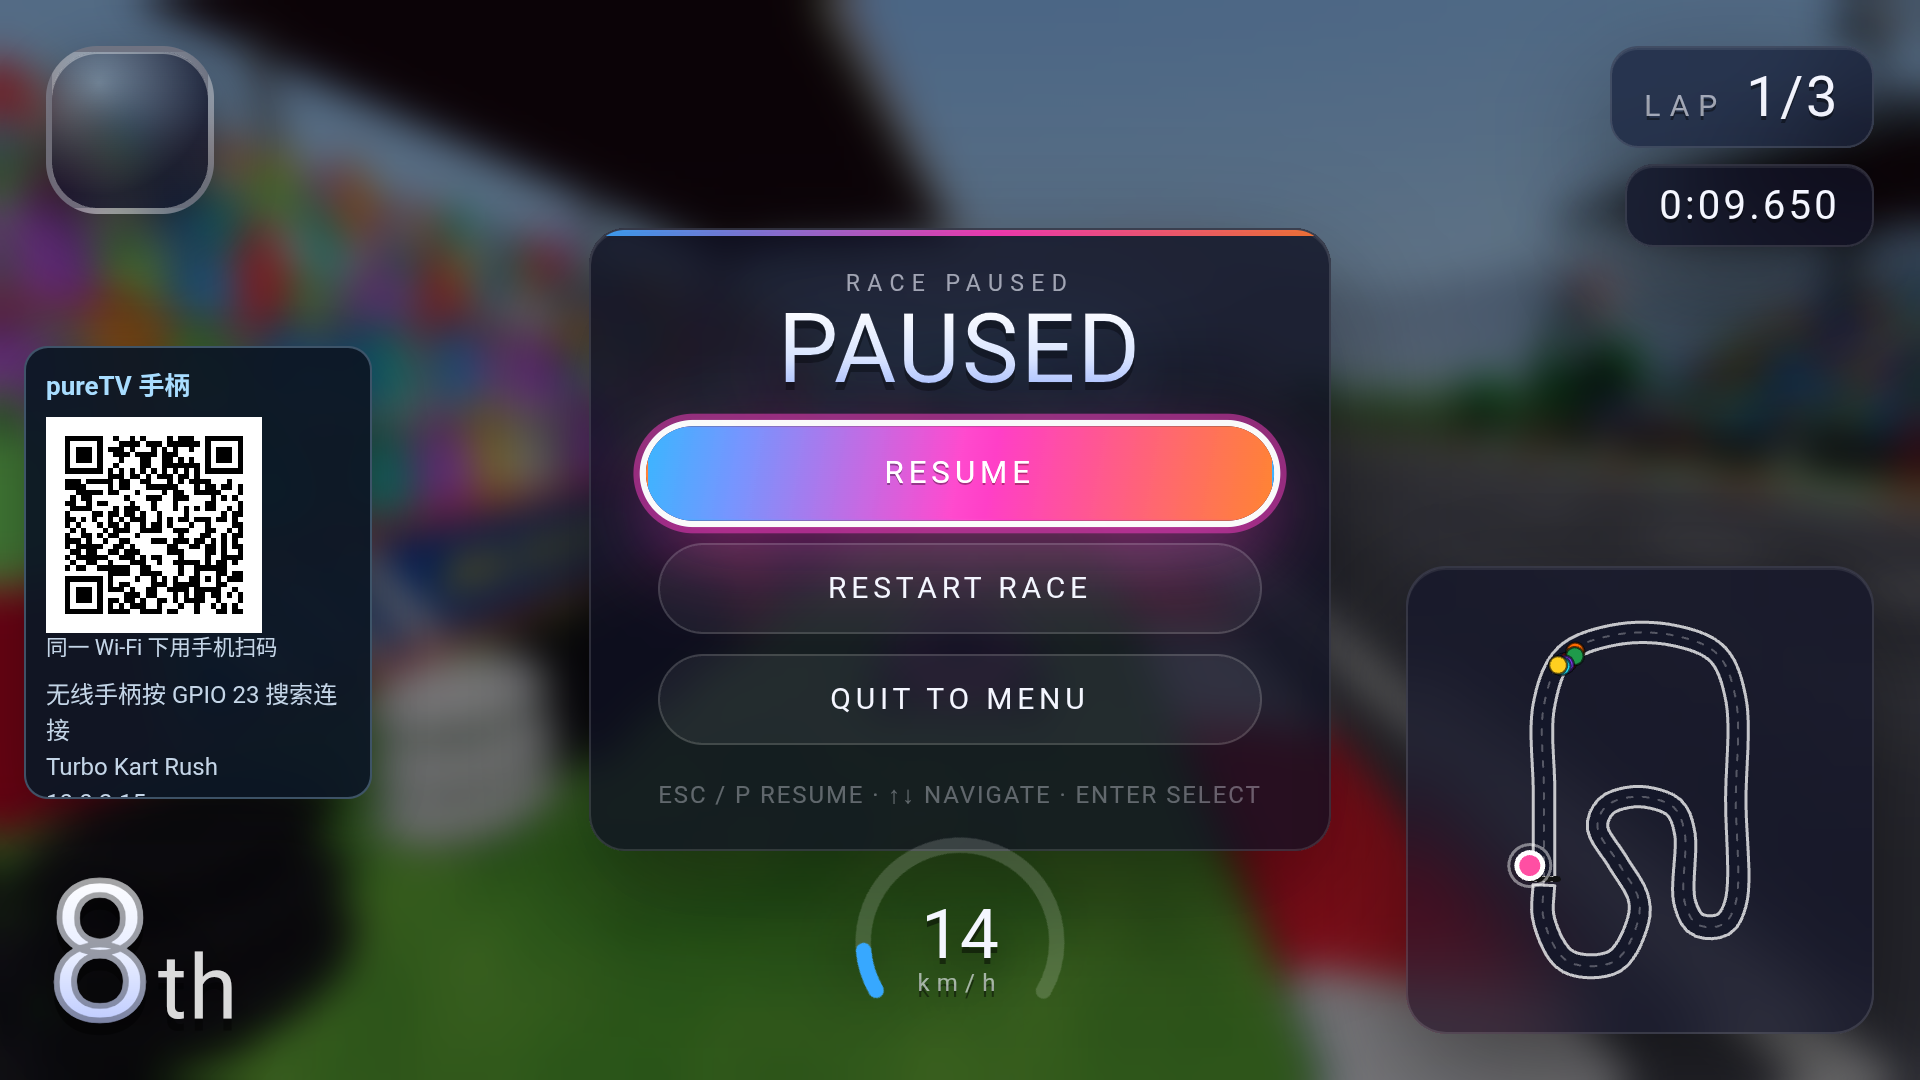 LAP 1/3
0:09.650
RACE PAUSED
PAUSED
RESUME
RESTART RACE
QUIT TO MENU
ESC / P RESUME · ↑↓ NAVIGATE · ENTER SELECT
pureTV 手柄
同一 Wi-Fi 下用手机扫码
无线手柄按 GPIO 23 搜索连
接
Turbo Kart Rush
8th
14
km/h